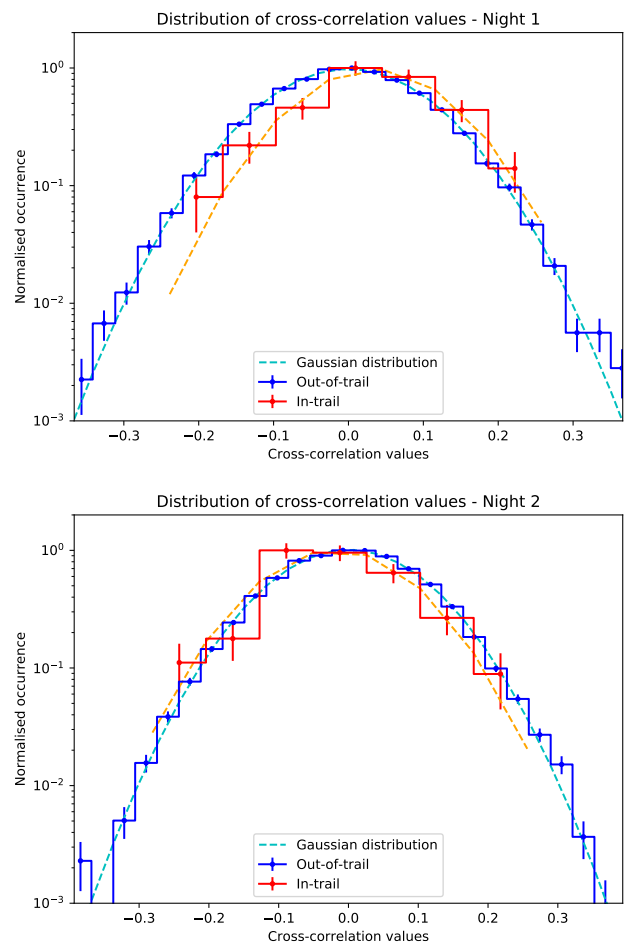 Distribution of cross-correlation values - Night 1
Normalised occurrence
10⁰
10⁻¹
10⁻²
10⁻³
Gaussian distribution
Out-of-trail
In-trail
−0.3 −0.2 −0.1 0.0 0.1 0.2 0.3
Cross-correlation values
Distribution of cross-correlation values - Night 2
Normalised occurrence
10⁰
10⁻¹
10⁻²
10⁻³
Gaussian distribution
Out-of-trail
In-trail
−0.3 −0.2 −0.1 0.0 0.1 0.2 0.3
Cross-correlation values